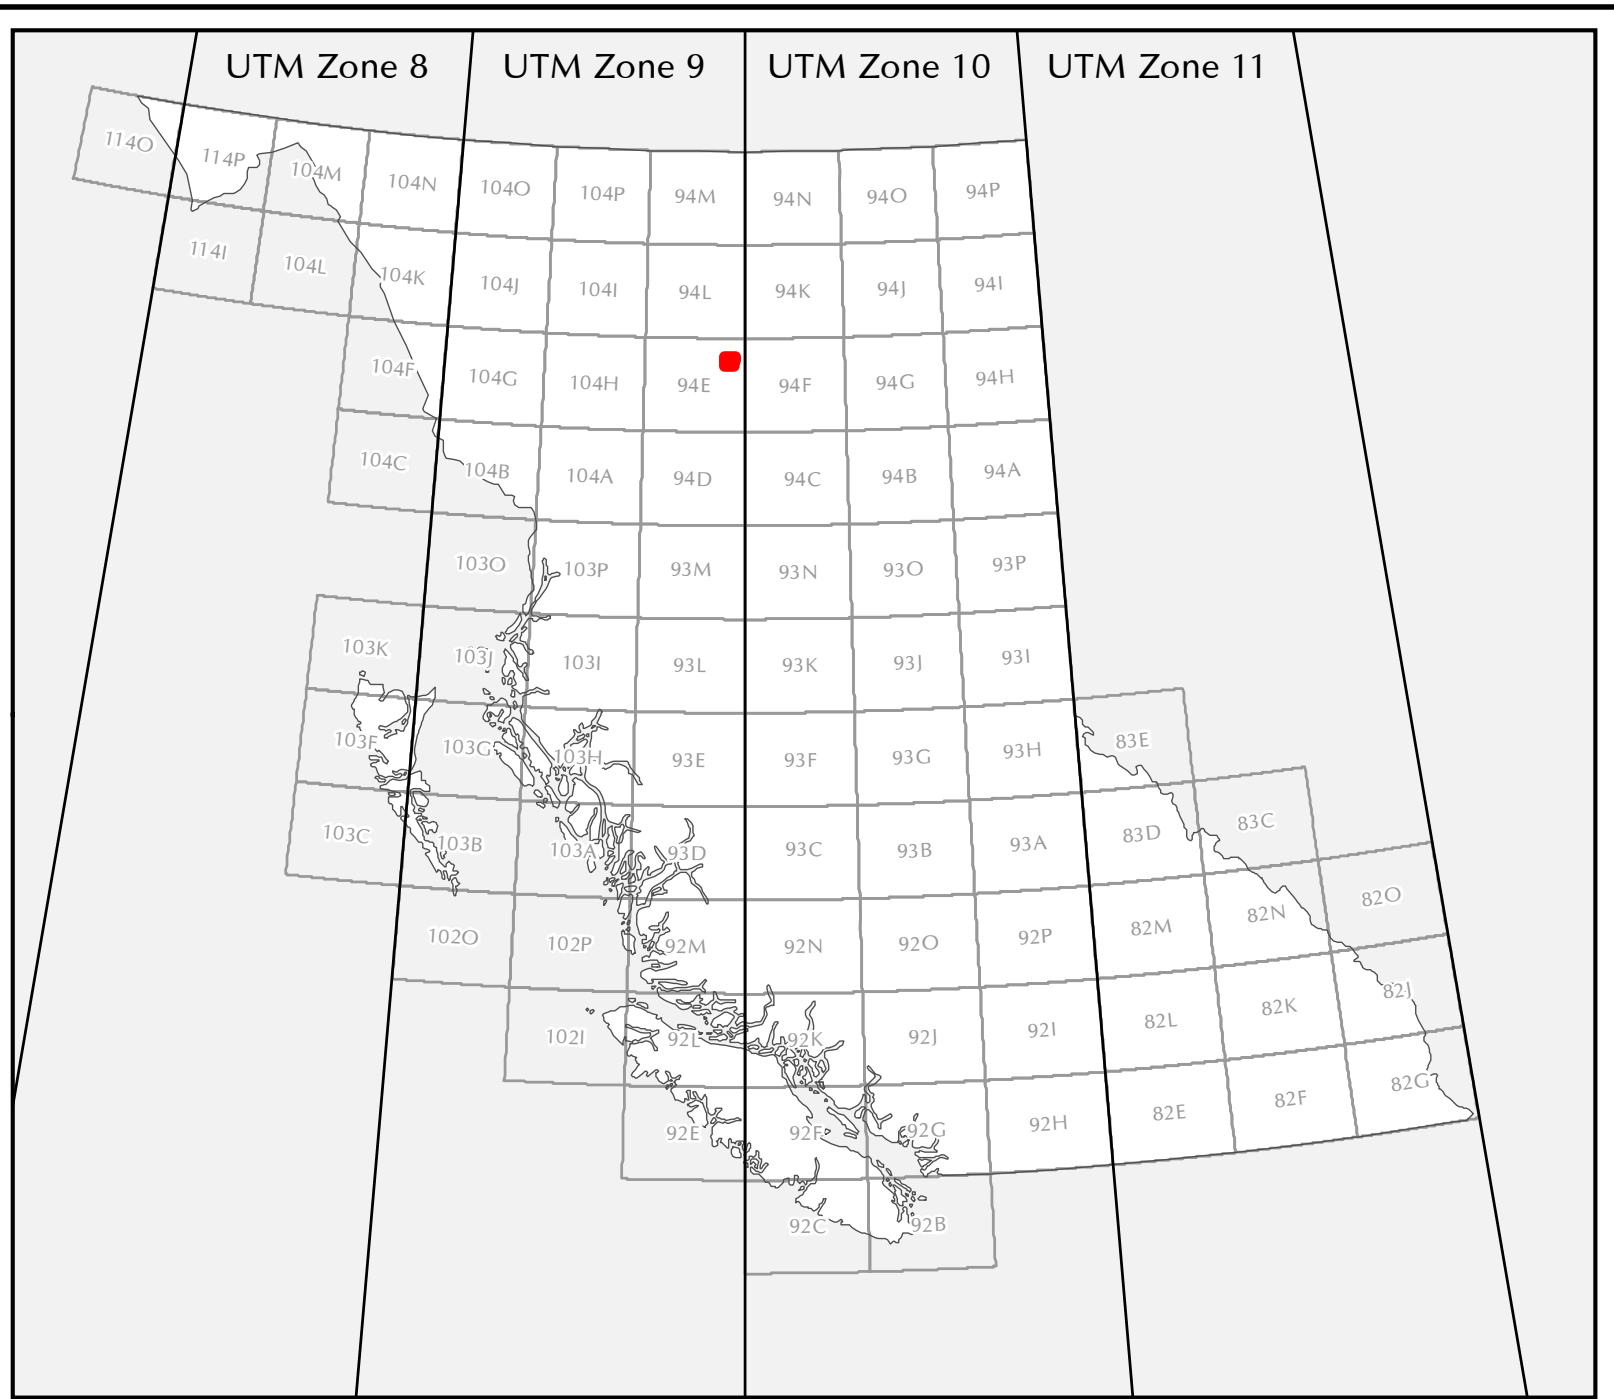 UTM Zone 8 UTM Zone 9 UTM Zone 10 UTM Zone 11
114O 114P 104M 104N 104O 104P 94M 94N 94O 94P
114I 104L 104K 104J 104I 94L 94K 94J 94I
104F 104G 104H 94E 94F 94G 94H
104C 104B 104A 94D 94C 94B 94A
103O 103P 93M 93N 93O 93P
103K 103J 103I 93L 93K 93J 93I
103F 103G 103H 93E 93F 93G 93H 83E
103C 103B 103A 93D 93C 93B 93A 83D 83C
102O 102P 92M 92N 92O 92P 82M 82N 82O
102I 92L 92K 92J 92I 82L 82K 82J
92E 92F 92G 92H 82E 82F 82G
92C 92B